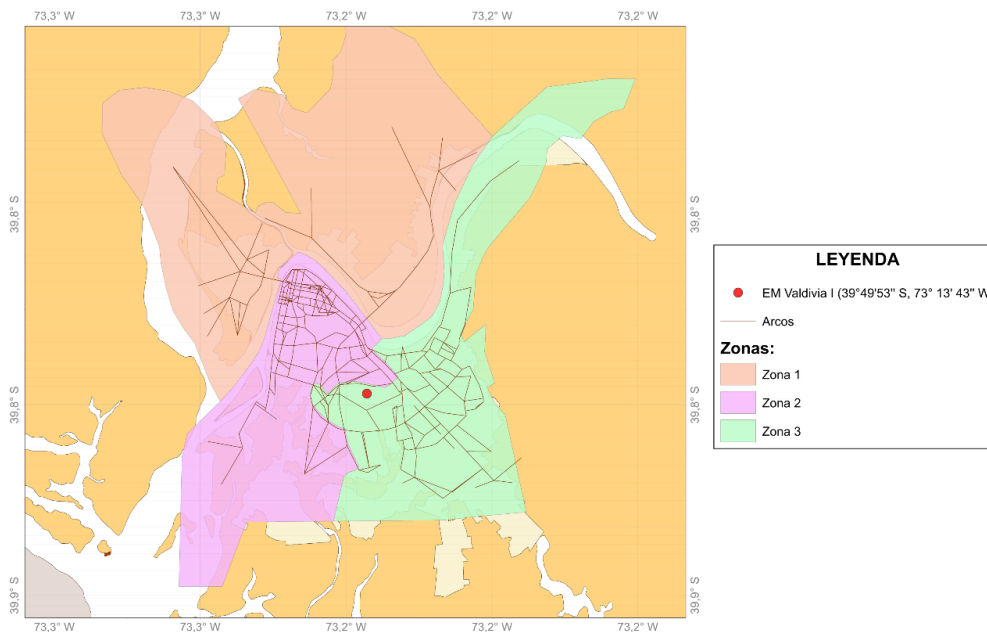 73,3° W 73,3° W 73,2° W 73,2° W 73,2° W
39,8° S 39,8° S
39,8° S 39,8° S
39,9° S 39,9° S
73,3° W 73,3° W 73,2° W 73,2° W 73,2° W
LEYENDA
EM Valdivia I (39°49'53" S, 73° 13' 43" W
Arcos
Zonas:
Zona 1
Zona 2
Zona 3